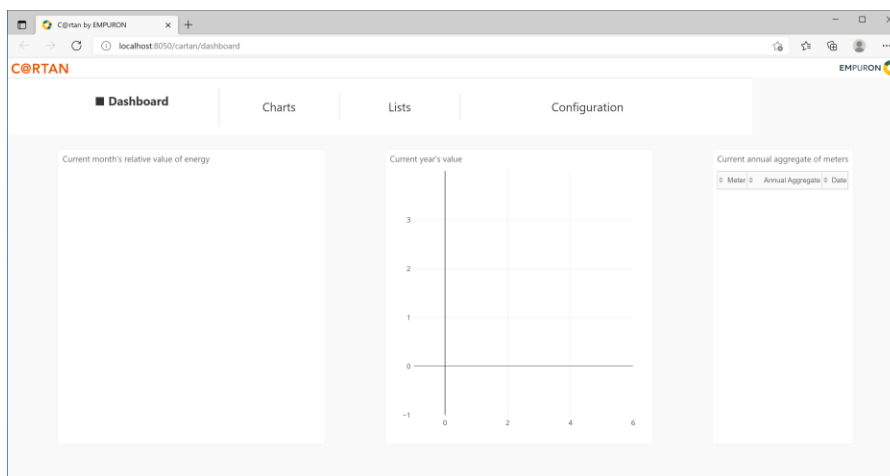 C@rtan by EMPURON
localhost:8050/cartan/dashboard
C@RTAN
EMPURON
Dashboard
Charts
Lists
Configuration
Current month's relative value of energy
Current year's value
3
2
1
0
−1
0
2
4
6
Current annual aggregate of meters
Meter Annual Aggregate Date